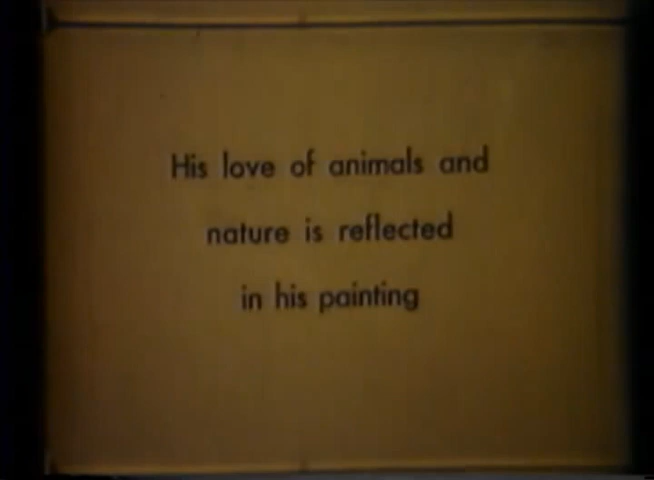 His love of animals and
nature is reflected
in his painting